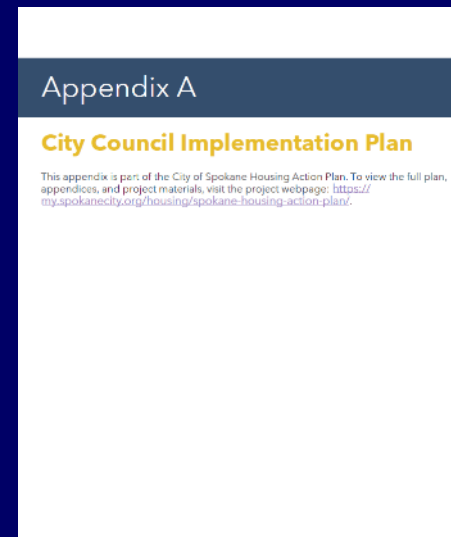 Appendix A
City Council Implementation Plan
This appendix is part of the City of Spokane Housing Action Plan. To view the full plan,
appendices, and project materials, visit the project webpage: https://
my.spokanecity.org/housing/spokane-housing-action-plan/.